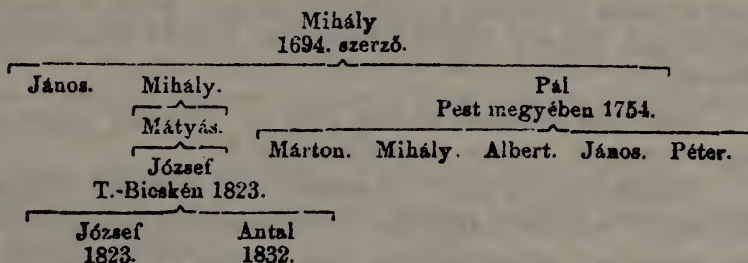 Mihály
1694. szerző.
János. Mihály. Pál
Pest megyében 1754.
Mátyás.
Márton. Mihály. Albert. János. Péter.
József
T.-Bicskén 1823.
József Antal
1823. 1832.